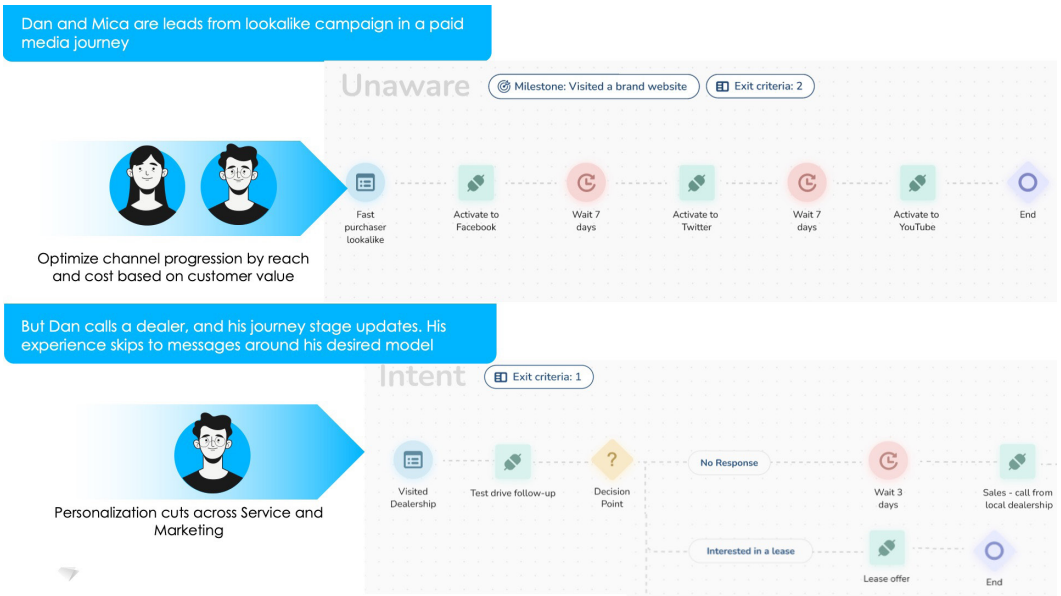 Dan and Mica are leads from lookalike campaign in a paid
media journey
Unaware
Milestone: Visited a brand website
Exit criteria: 2
Fast
purchaser
lookalike
Activate to
Facebook
Wait 7
days
Activate to
Twitter
Wait 7
days
Activate to
YouTube
End
Optimize channel progression by reach
and cost based on customer value
But Dan calls a dealer, and his journey stage updates. His
experience skips to messages around his desired model
Intent
Exit criteria: 1
?
No Response
Visited
Dealership
Test drive follow-up
Decision
Point
Wait 3
days
Sales - call from
local dealership
Personalization cuts across Service and
Marketing
Interested in a lease
Lease offer
End